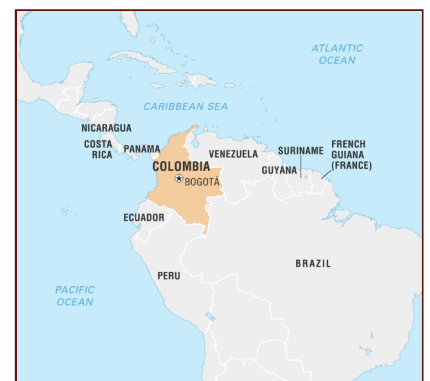 ATLANTIC
OCEAN
CARIBBEAN SEA
NICARAGUA
COSTA
RICA
PANAMA
COLOMBIA
BOGOTÁ
VENEZUELA
GUYANA
SURINAME
FRENCH
GUIANA
(FRANCE)
ECUADOR
PERU
BRAZIL
PACIFIC
OCEAN